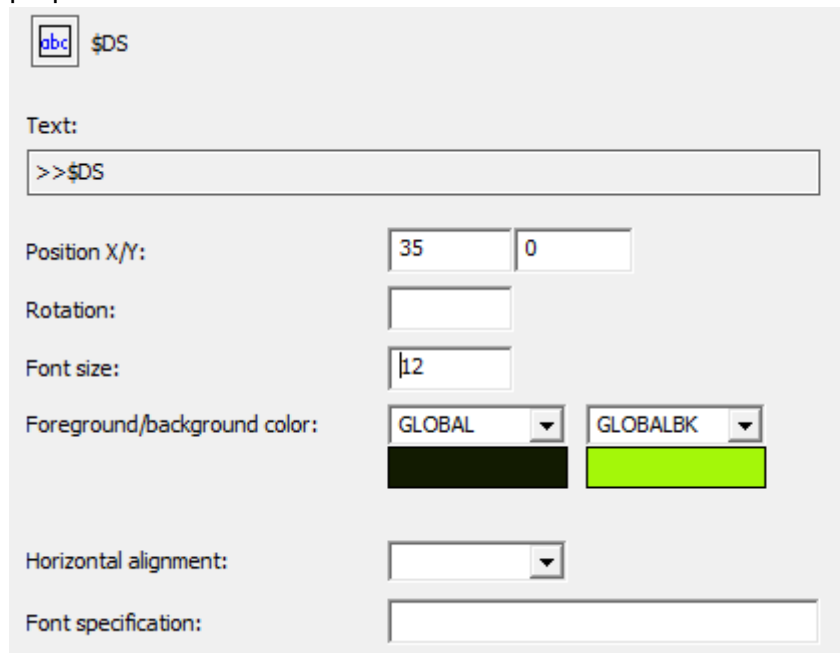 abc $DS
Text:
>>$DS
Position X/Y: 35 0
Rotation:
Font size: 12
Foreground/background color: GLOBAL GLOBALBK
Horizontal alignment:
Font specification: